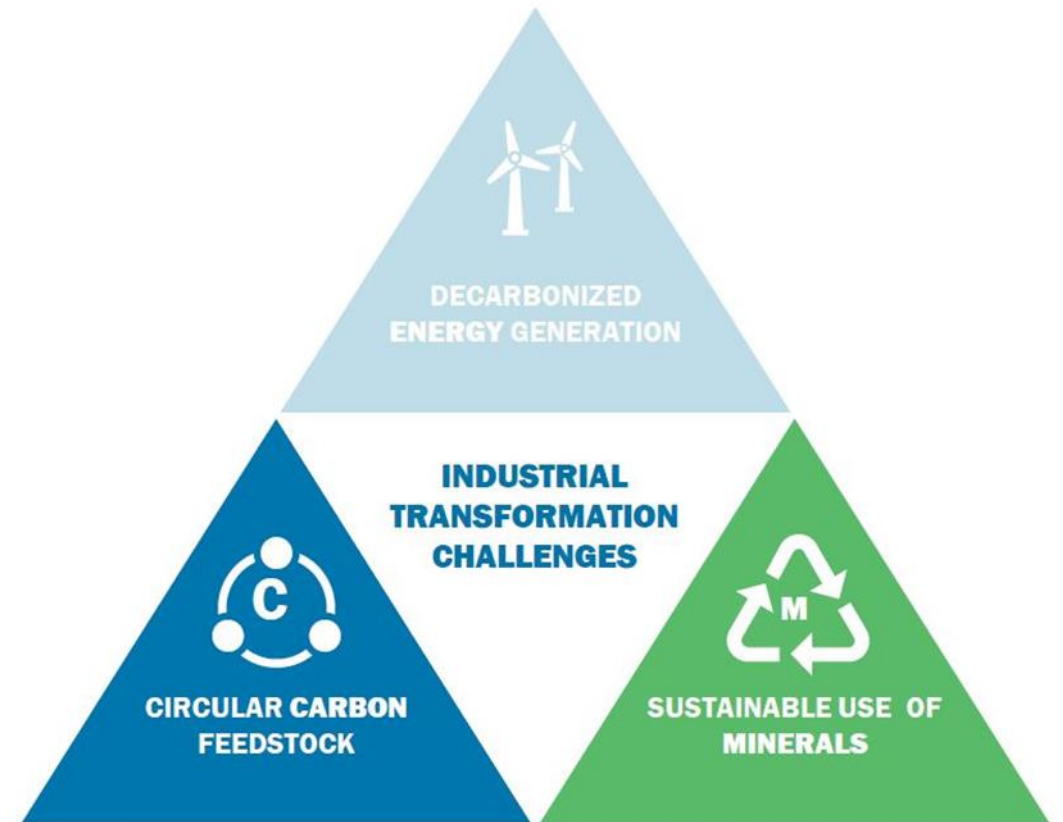 DECARBONIZED
ENERGY GENERATION
INDUSTRIAL
TRANSFORMATION
CHALLENGES
C
M
CIRCULAR CARBON
FEEDSTOCK
SUSTAINABLE USE OF
MINERALS